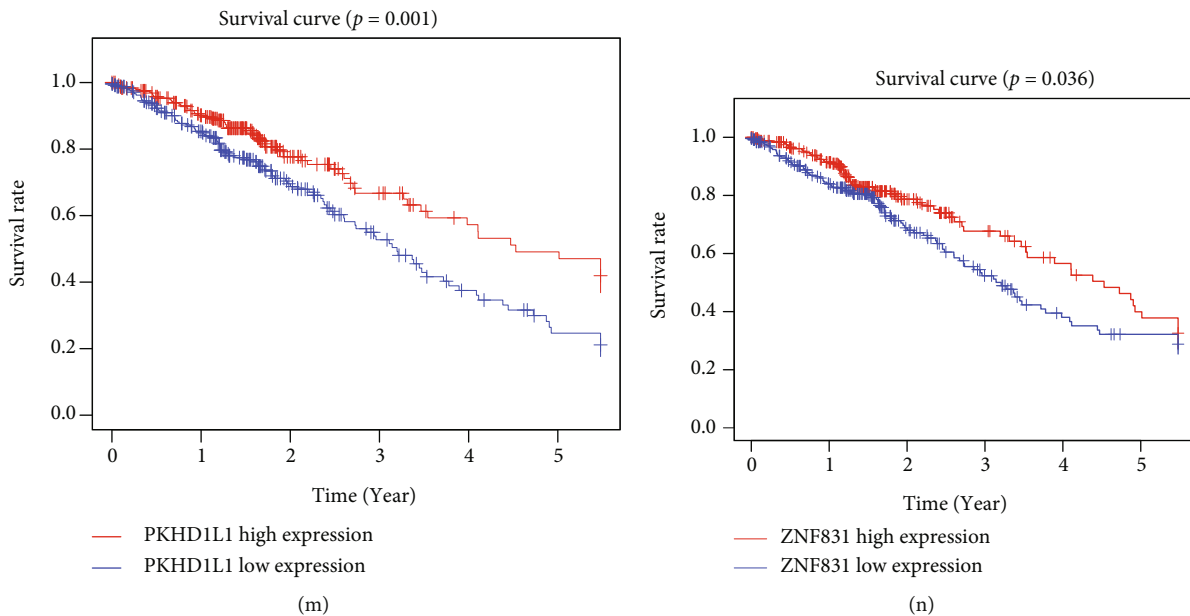 Survival curve (p = 0.001)
1.0
0.8
0.6
0.4
0.2
0.0
Survival rate
0 1 2 3 4 5
Time (Year)
PKHD1L1 high expression
PKHD1L1 low expression
(m)
Survival curve (p = 0.036)
1.0
0.8
0.6
0.4
0.2
0.0
Survival rate
0 1 2 3 4 5
Time (Year)
ZNF831 high expression
ZNF831 low expression
(n)